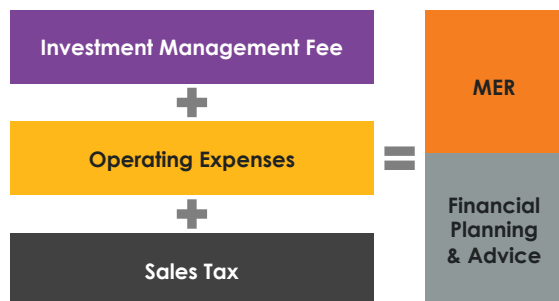 Investment Management Fee
+
Operating Expenses
+
Sales Tax
=
MER
Financial
Planning
& Advice